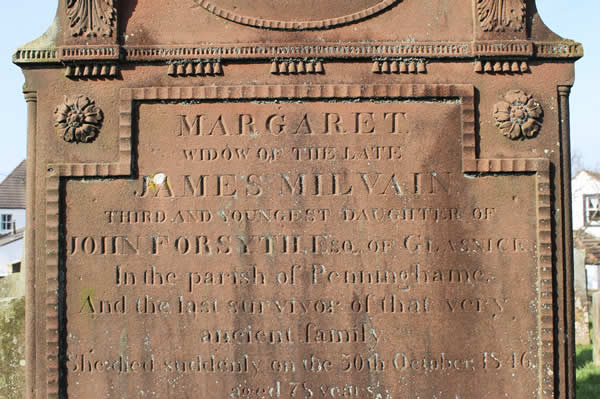 MARGARET
WIDOW OF THE LATE
JAMES MILVAIN
THIRD AND YOUNGEST DAUGHTER OF
JOHN FORSYTH, ESQ. OF GLASNICK
In the parish of Penninghame,
And the last survivor of that very
ancient family
She died suddenly on the 30th October 1846
aged 78 years